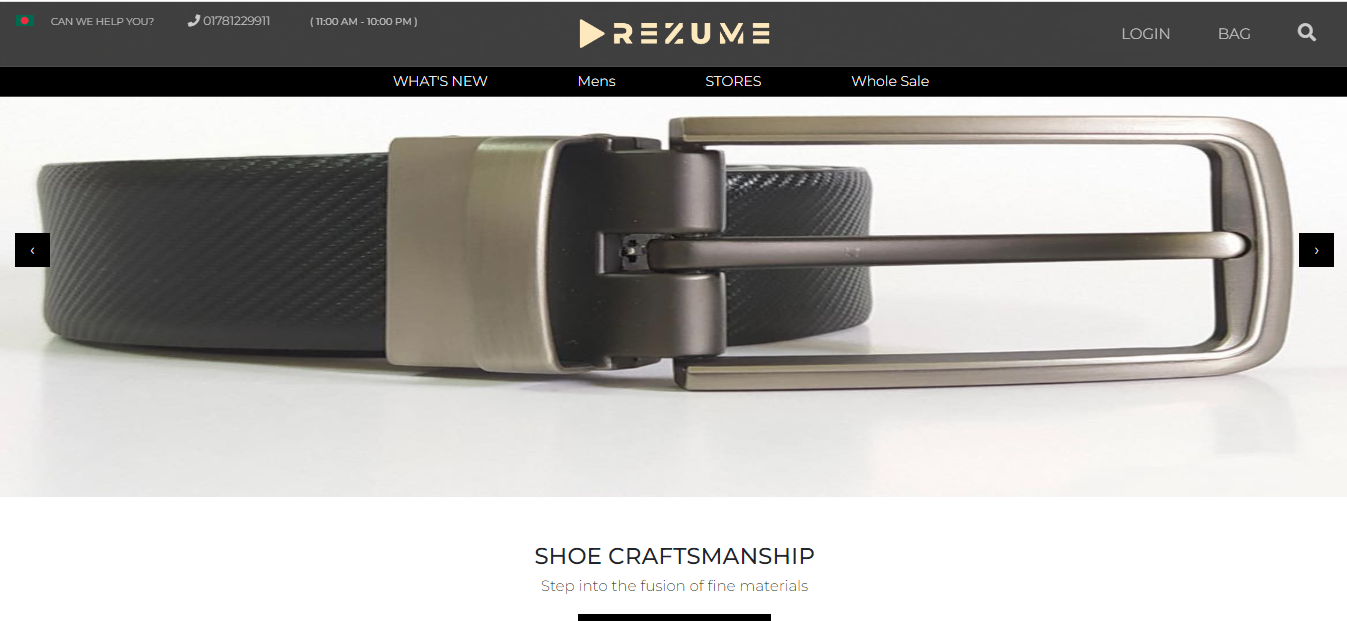 CAN WE HELP YOU?
01781229911
( 11:00 AM - 10:00 PM )
REZUME
LOGIN
BAG
WHAT'S NEW
Mens
STORES
Whole Sale
‹
›
SHOE CRAFTSMANSHIP
Step into the fusion of fine materials